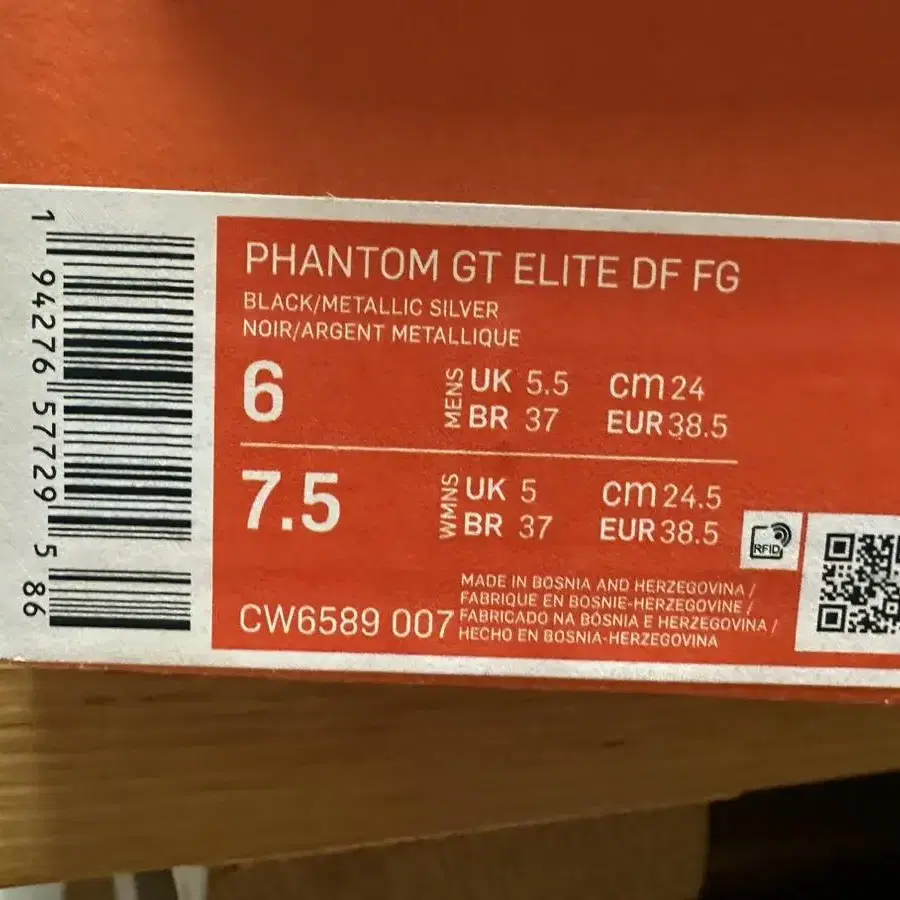 1 94276 57729 5 86
PHANTOM GT ELITE DF FG
BLACK/METALLIC SILVER
NOIR/ARGENT METALLIQUE
6
MENS
UK 5.5 cm 24
BR 37 EUR 38.5
7.5
WMNS
UK 5 cm 24.5
BR 37 EUR 38.5
RFID
CW6589 007
MADE IN BOSNIA AND HERZEGOVINA /
FABRIQUE EN BOSNIE-HERZEGOVINE /
FABRICADO NA BOSNIA E HERZEGOVINA /
HECHO EN BOSNIA-HERZEGOVINA